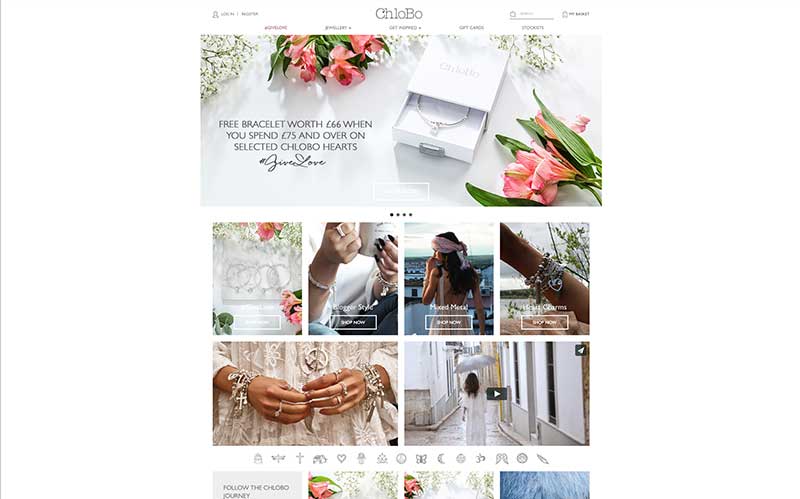 LOG IN | REGISTER
ChloBo
SEARCH
MY BASKET
#GIVELOVE
JEWELLERY
GET INSPIRED
GIFT CARDS
STOCKISTS
ChloBo
FREE BRACELET WORTH £66 WHEN
YOU SPEND £75 AND OVER ON
SELECTED CHLOBO HEARTS
#GiveLove
#GiveLove
Blogger Style
Mixed Metal
Heart Charms
SHOP NOW
SHOP NOW
SHOP NOW
SHOP NOW
FOLLOW THE CHLOBO
JOURNEY